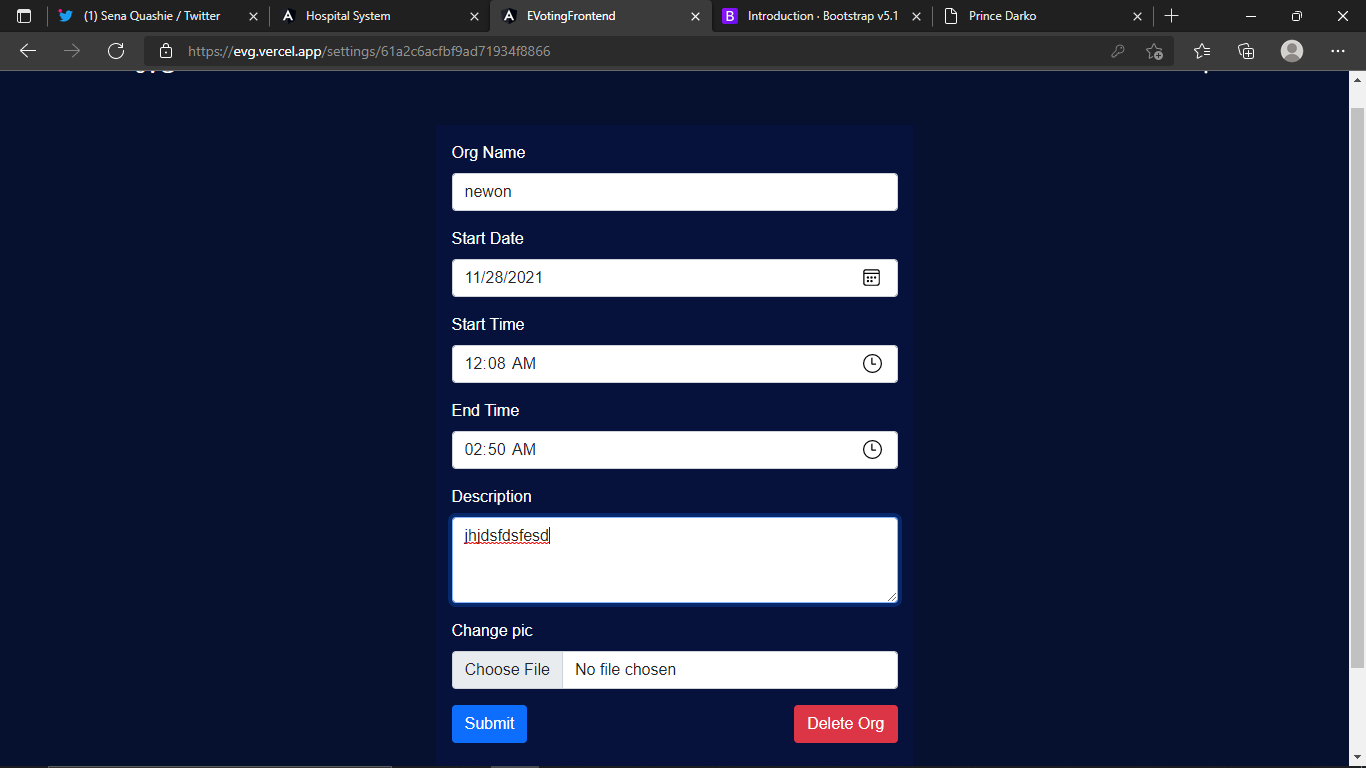 (1) Sena Quashie / Twitter
Hospital System
EVotingFrontend
B Introduction · Bootstrap v5.1
Prince Darko
https://evg.vercel.app/settings/61a2c6acfbf9ad71934f8866
Org Name
newon
Start Date
11/28/2021
Start Time
12:08 AM
End Time
02:50 AM
Description
jhjdsfdsfesd
Change pic
Choose File No file chosen
Submit
Delete Org